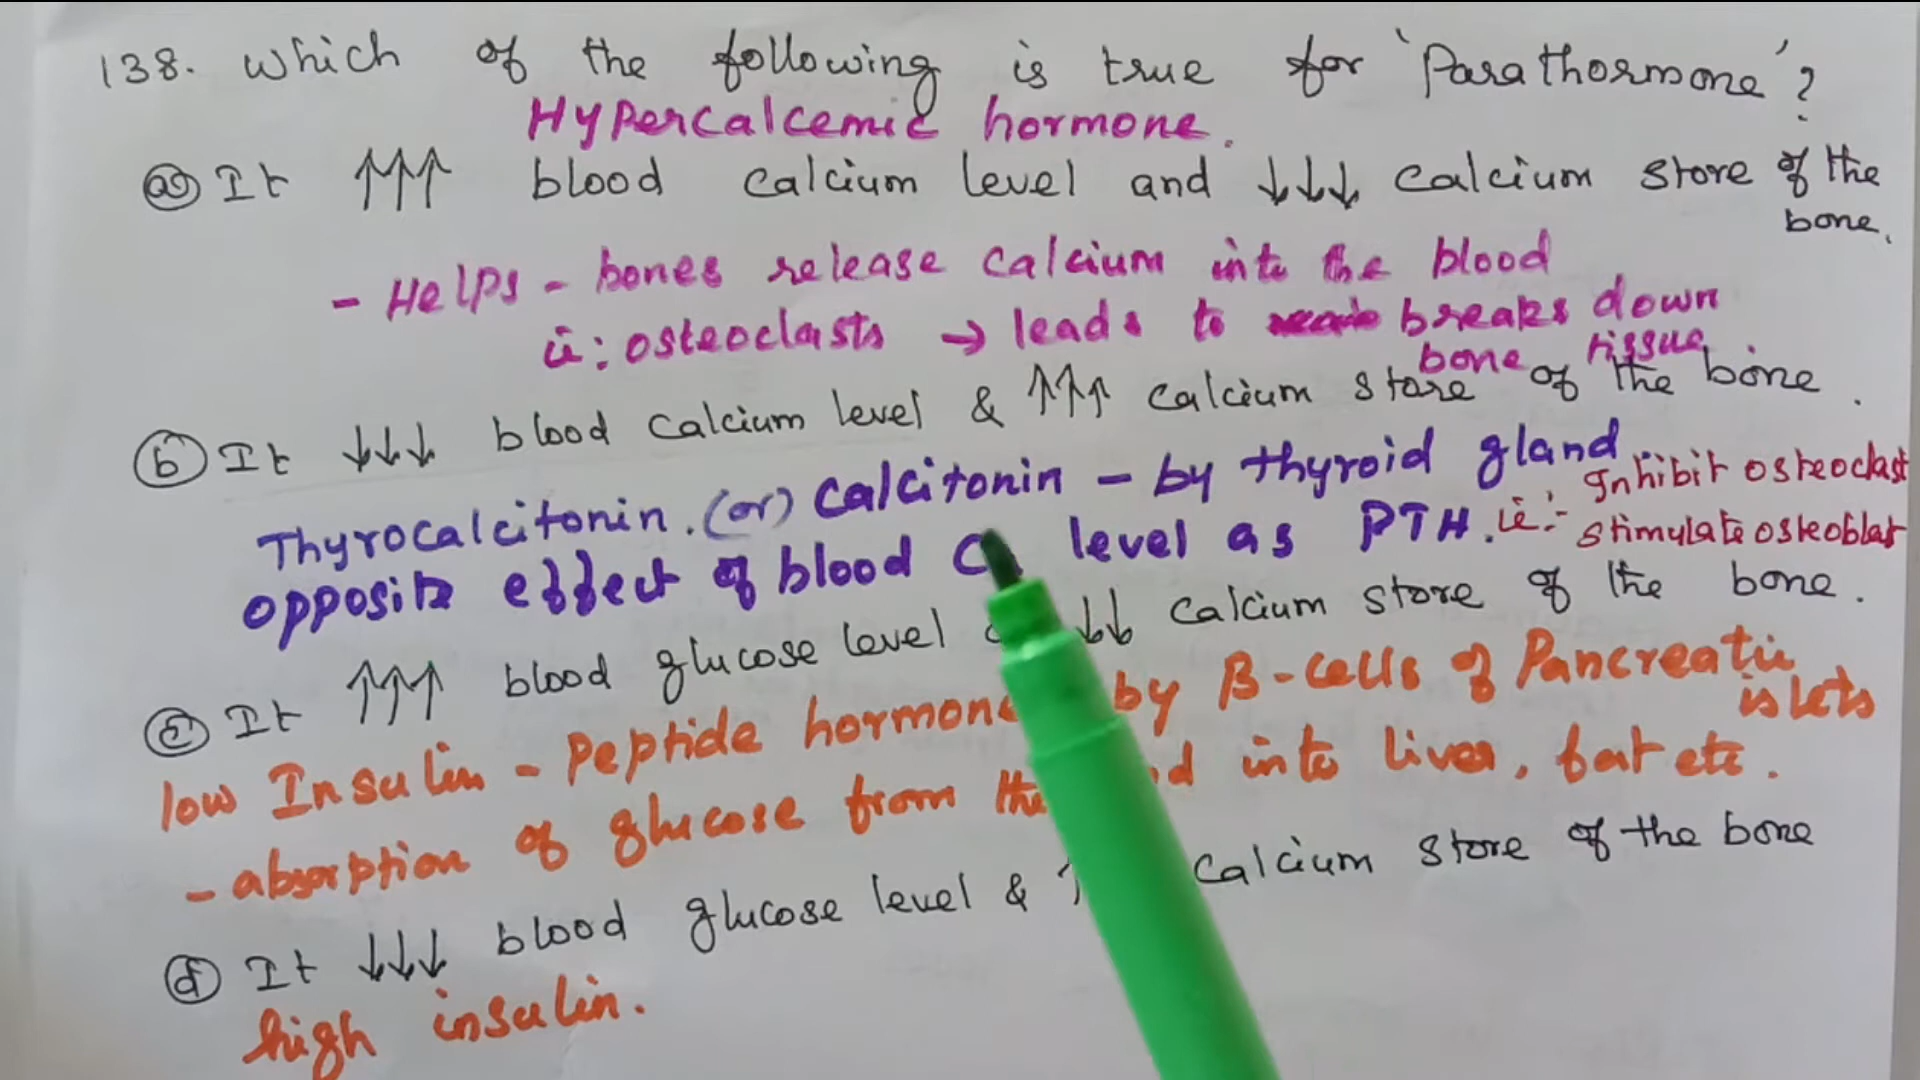 138. Which of the following is true for 'Parathormone'?
Hypercalcemic hormone.
(a) It ↑↑↑ blood calcium level and ↓↓↓ calcium store of the
bone.
- Helps - bones release calcium into the blood
ie: osteoclasts → leads to breaks down
bone tissue
(b) It ↓↓↓ blood calcium level & ↑↑↑ calcium store of the bone.
Thyrocalcitonin. (or) calcitonin - by thyroid gland.
opposite effect of blood level as PTH. ie:- Inhibit osteoclast
stimulate osteoblast
(c) It ↑↑↑ blood glucose level ↓↓ calcium store of the bone.
low Insulin - Peptide hormone by β-cells of Pancreatic
islets
- absorption of glucose from the into liver, fat etc.
(d) It ↓↓↓ blood glucose level & calcium store of the bone
high insulin.